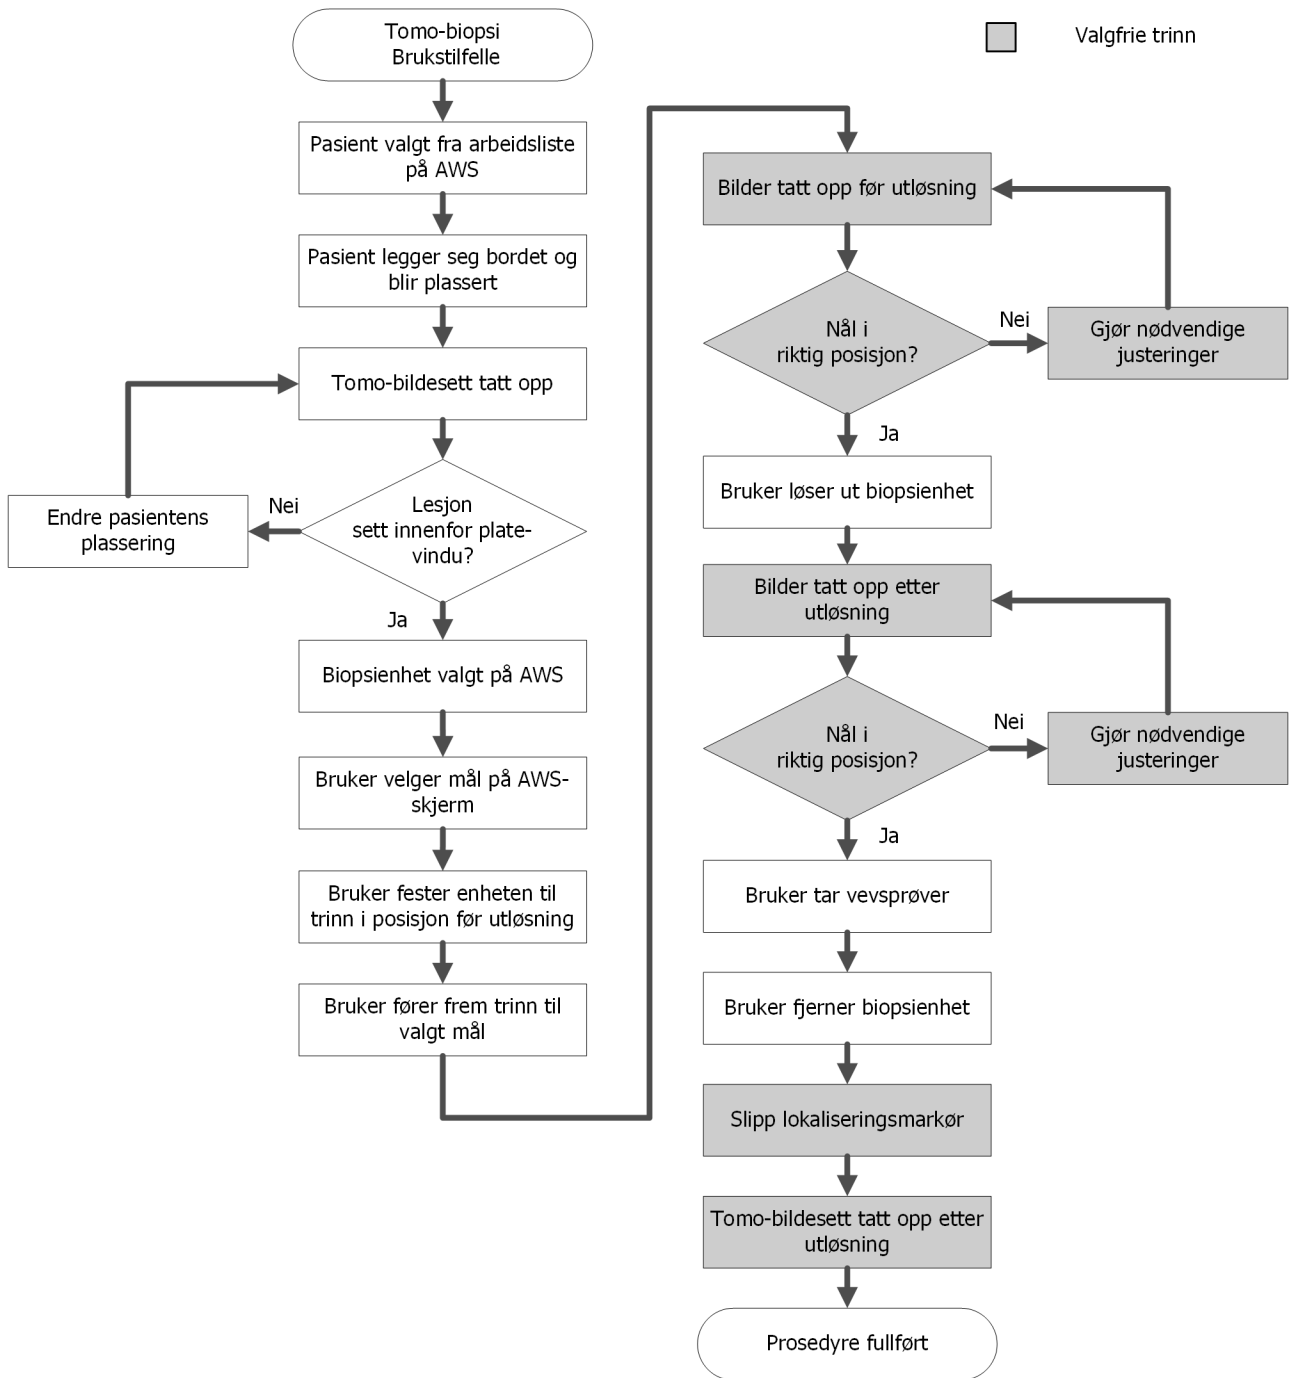 Tomo-biopsi
Brukstilfelle
Valgfrie trinn
Pasient valgt fra arbeidsliste
på AWS
Pasient legger seg bordet og
blir plassert
Tomo-bildesett tatt opp
Lesjon
sett innenfor plate-
vindu?
Nei
Endre pasientens
plassering
Ja
Biopsienhet valgt på AWS
Bruker velger mål på AWS-
skjerm
Bruker fester enheten til
trinn i posisjon før utløsning
Bruker fører frem trinn til
valgt mål
Bilder tatt opp før utløsning
Nål i
riktig posisjon?
Nei
Gjør nødvendige
justeringer
Ja
Bruker løser ut biopsienhet
Bilder tatt opp etter
utløsning
Nål i
riktig posisjon?
Nei
Gjør nødvendige
justeringer
Ja
Bruker tar vevsprøver
Bruker fjerner biopsienhet
Slipp lokaliseringsmarkør
Tomo-bildesett tatt opp etter
utløsning
Prosedyre fullført